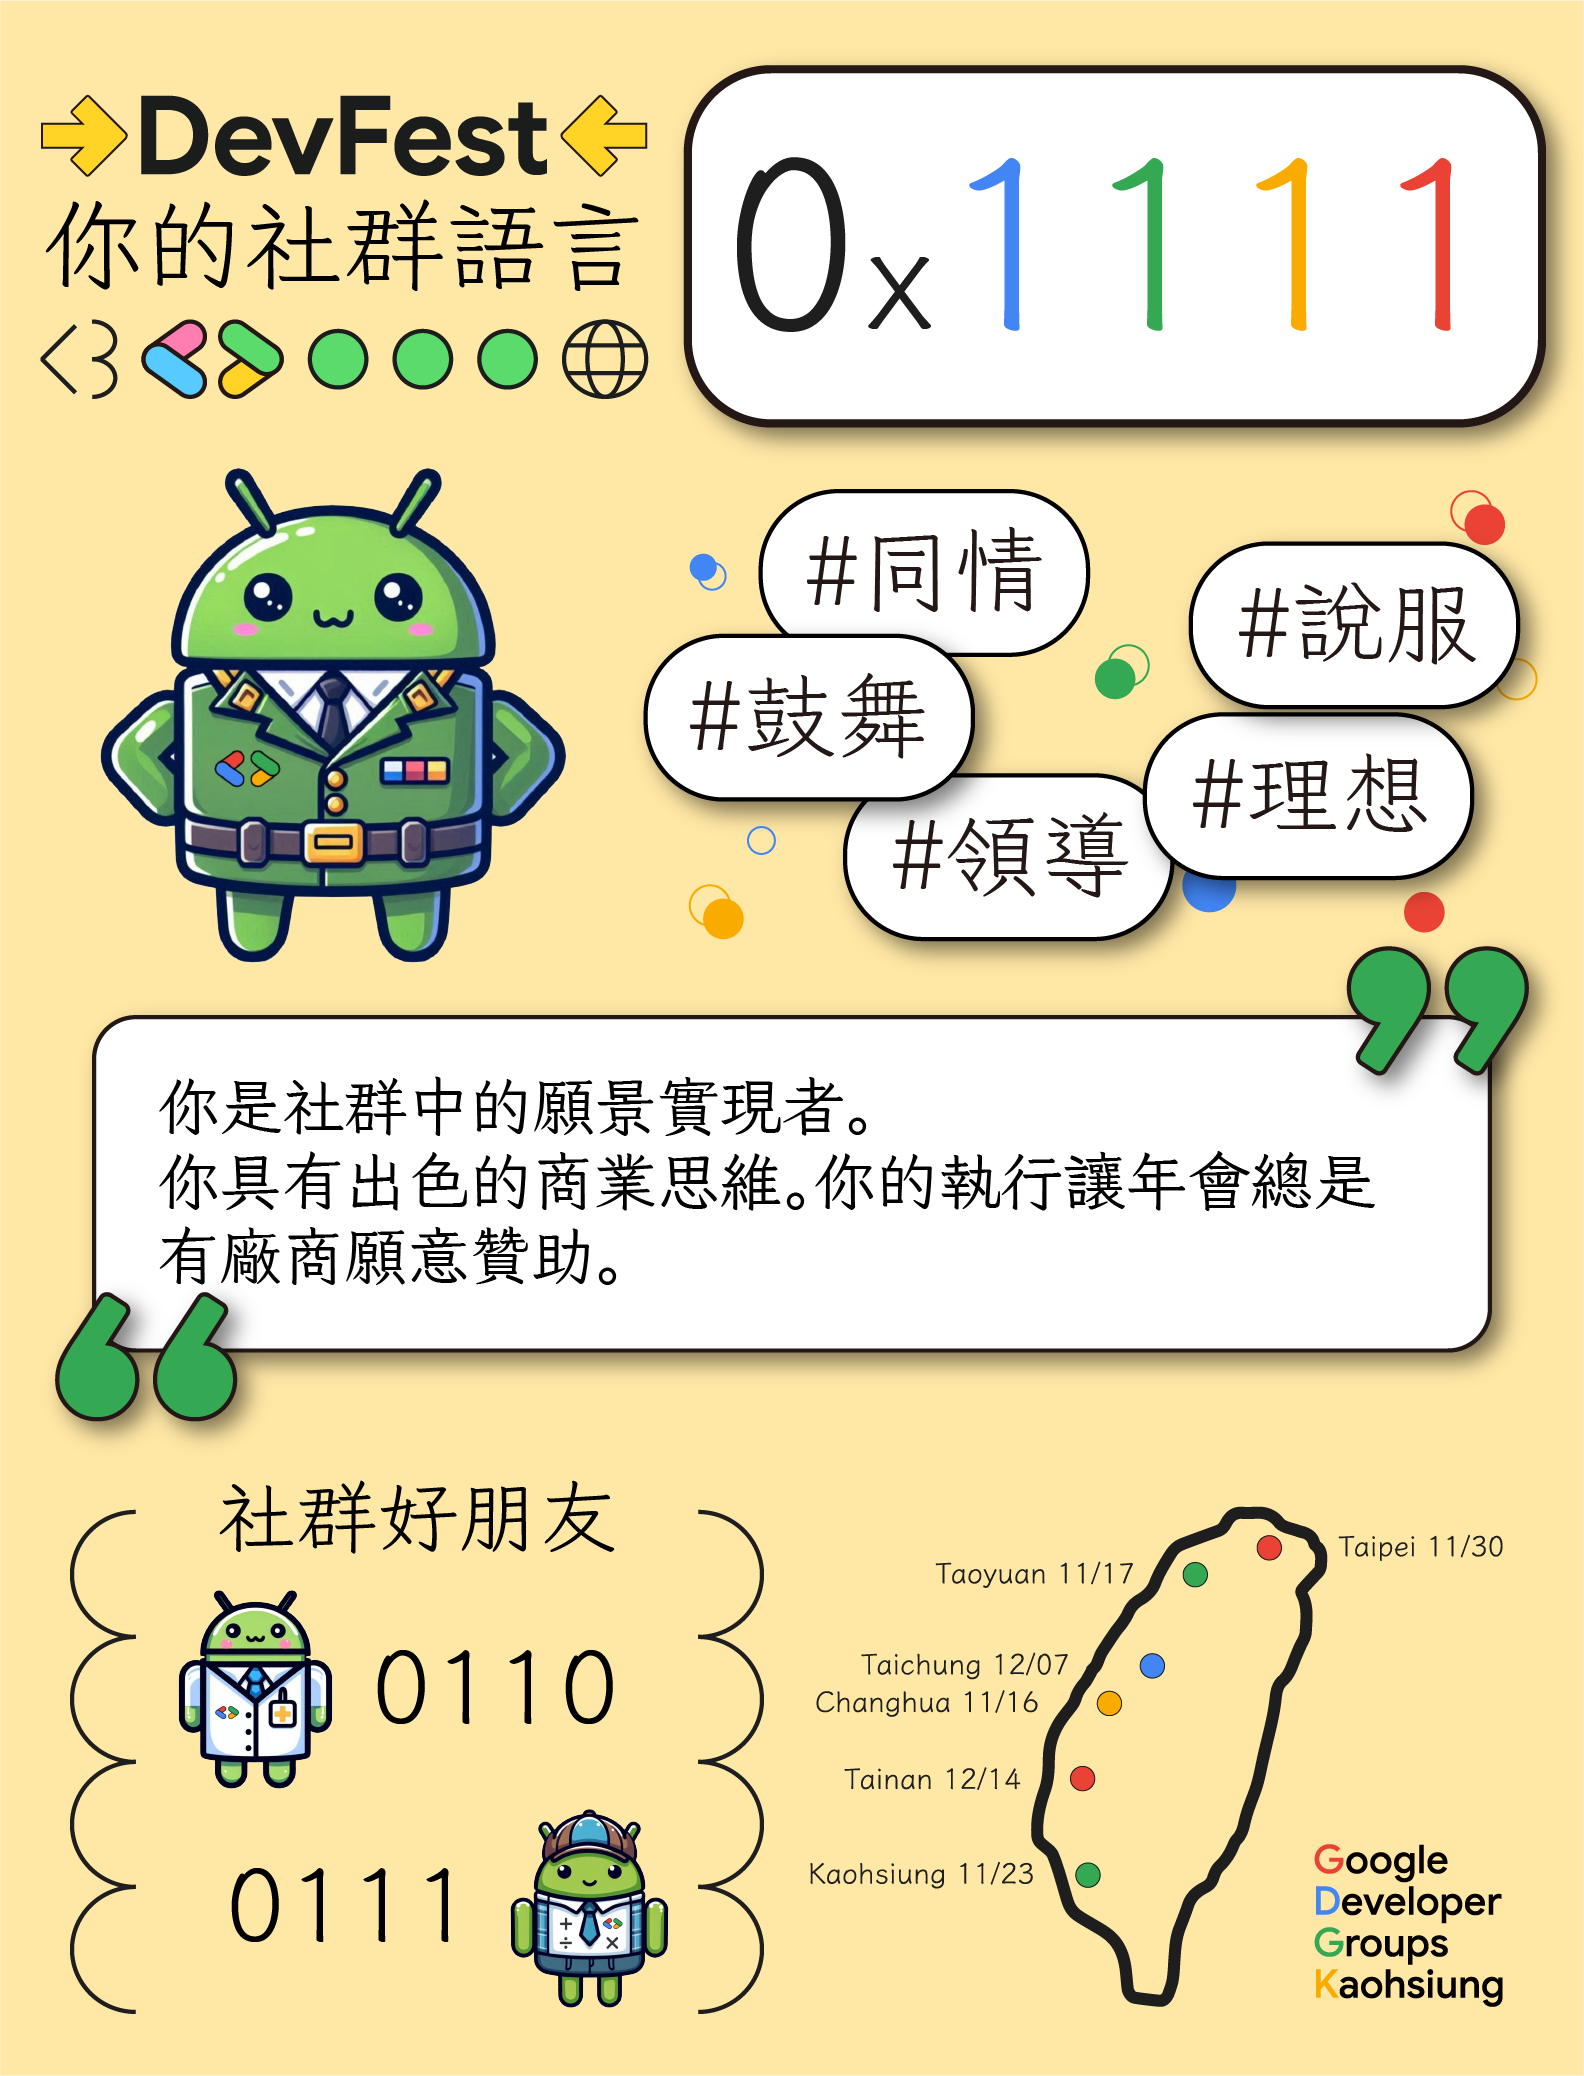 DevFest
你的社群語言
0x1111
#同情
#說服
#鼓舞
#理想
#領導
你是社群中的願景實現者。
你具有出色的商業思維。你的執行讓年會總是
有廠商願意贊助。
社群好朋友
0110
0111
Taipei 11/30
Taoyuan 11/17
Taichung 12/07
Changhua 11/16
Tainan 12/14
Kaohsiung 11/23
Google
Developer
Groups
Kaohsiung